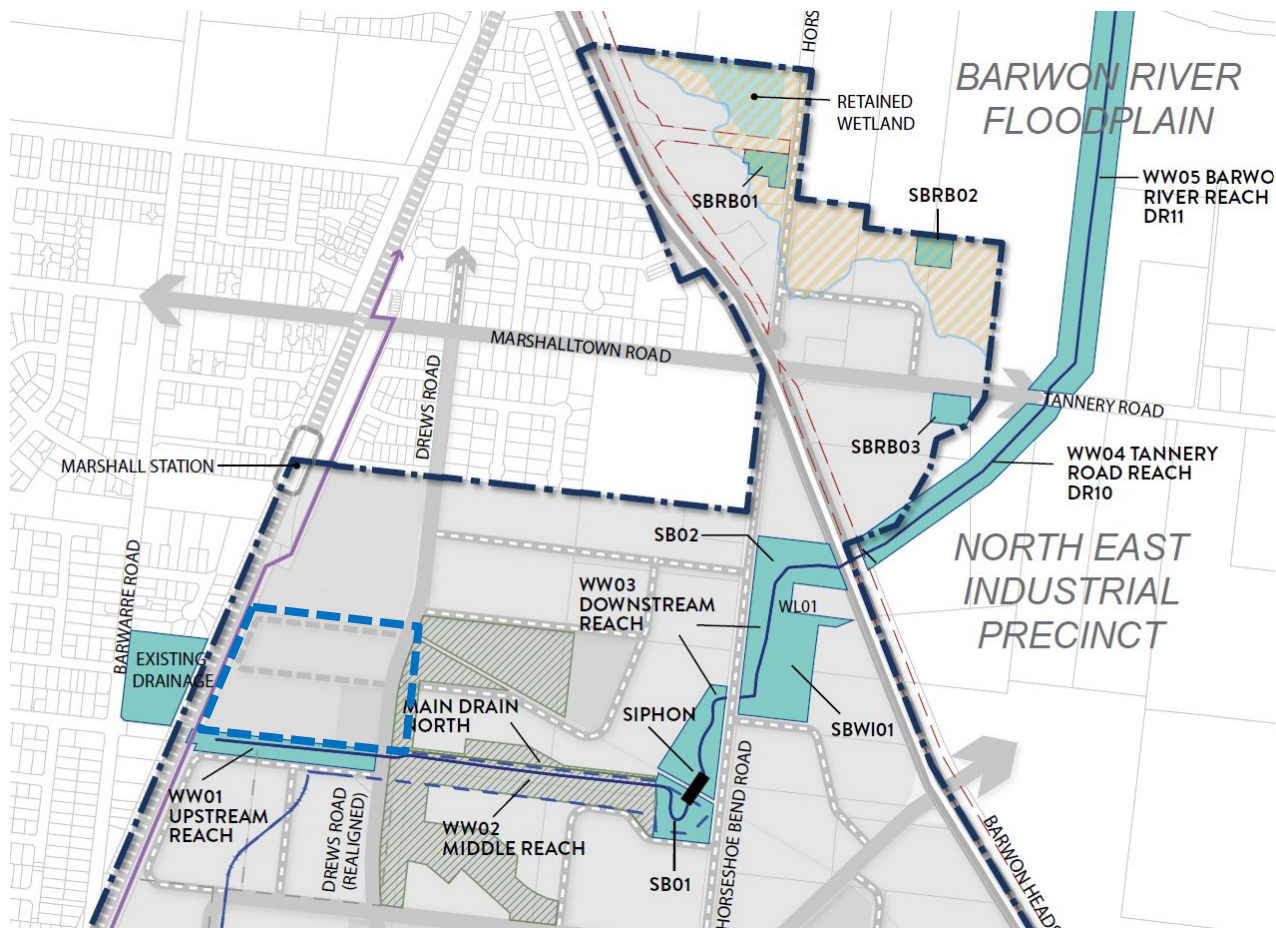 HORS
BARWON RIVER
FLOODPLAIN
RETAINED
WETLAND
SBRB01
SBRB02
WW05 BARWO
RIVER REACH
DR11
MARSHALLTOWN ROAD
DREWS ROAD
TANNERY ROAD
SBRB03
MARSHALL STATION
WW04 TANNERY
ROAD REACH
DR10
BARWARRE ROAD
SB02
NORTH EAST
INDUSTRIAL
PRECINCT
WW03
DOWNSTREAM
REACH
WL01
EXISTING
DRAINAGE
MAIN DRAIN
NORTH
SIPHON
SBWI01
WW01
UPSTREAM
REACH
DREWS ROAD
(REALIGNED)
WW02
MIDDLE REACH
SB01
HORSESHOE BEND ROAD
BARWON HEADS